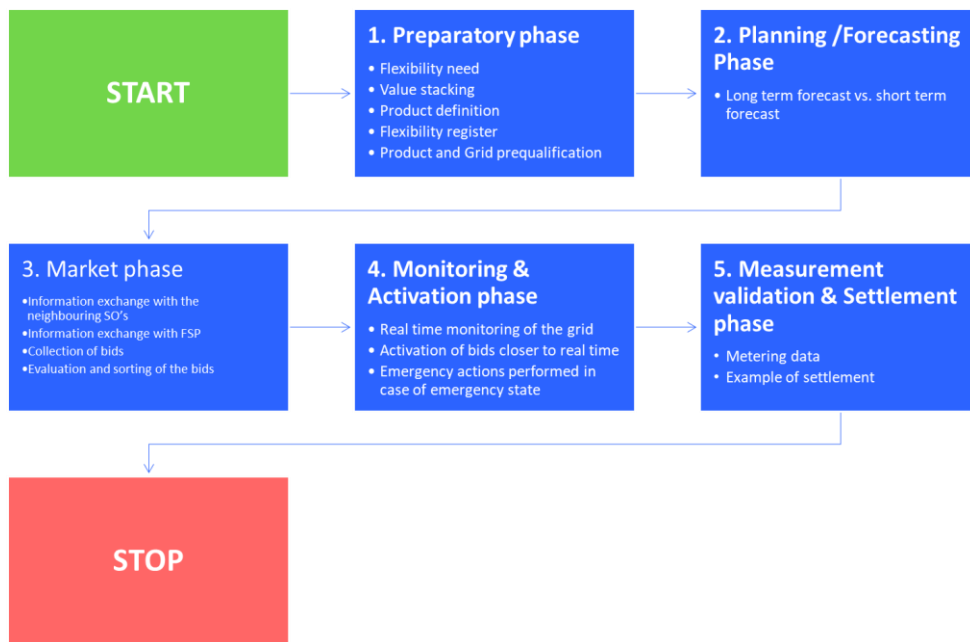 START
1. Preparatory phase
• Flexibility need
• Value stacking
• Product definition
• Flexibility register
• Product and Grid prequalification
2. Planning /Forecasting
Phase
• Long term forecast vs. short term
forecast
3. Market phase
•Information exchange with the
neighbouring SO's
•Information exchange with FSP
•Collection of bids
•Evaluation and sorting of the bids
4. Monitoring &
Activation phase
• Real time monitoring of the grid
• Activation of bids closer to real time
• Emergency actions performed in
case of emergency state
5. Measurement
validation & Settlement
phase
• Metering data
• Example of settlement
STOP